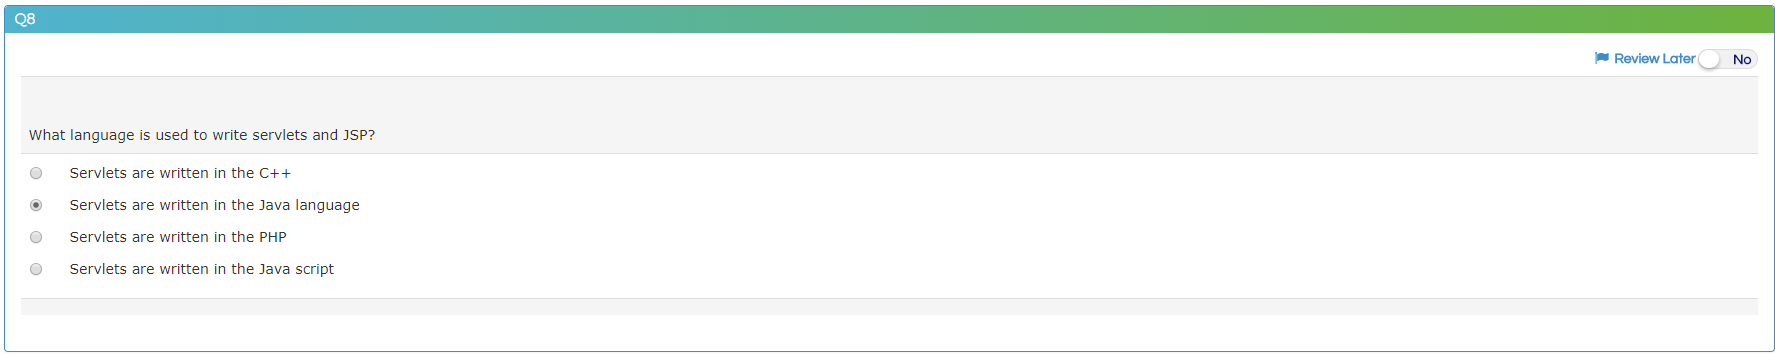 Q8
Review Later No
What language is used to write servlets and JSP?
Servlets are written in the C++
Servlets are written in the Java language
Servlets are written in the PHP
Servlets are written in the Java script